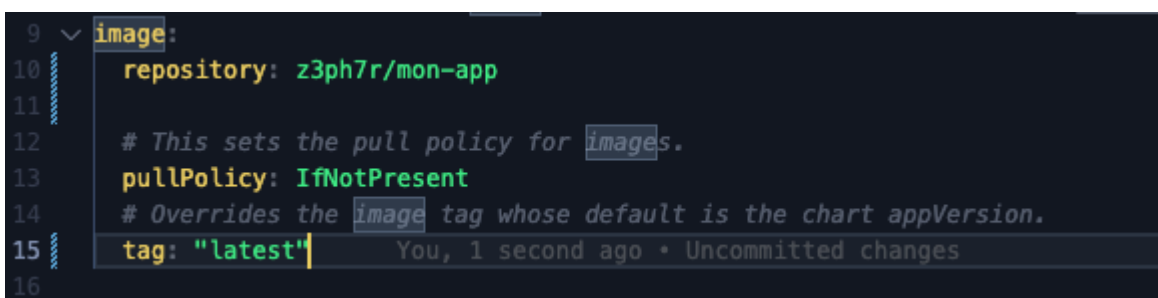 9 image:
10 repository: z3ph7r/mon-app
11
12 # This sets the pull policy for images.
13 pullPolicy: IfNotPresent
14 # Overrides the image tag whose default is the chart appVersion.
15 tag: "latest" You, 1 second ago • Uncommitted changes
16